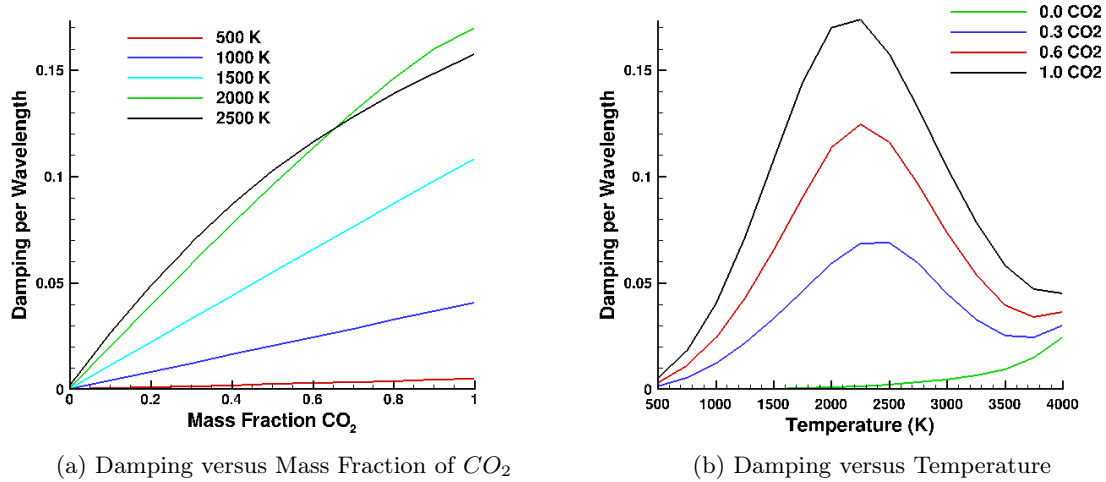 Damping per Wavelength
0.15
0.1
0.05
0
500 K
1000 K
1500 K
2000 K
2500 K
0 0.2 0.4 0.6 0.8 1
Mass Fraction CO2
(a) Damping versus Mass Fraction of CO2
Damping per Wavelength
0.15
0.1
0.05
0
0.0 CO2
0.3 CO2
0.6 CO2
1.0 CO2
500 1000 1500 2000 2500 3000 3500 4000
Temperature (K)
(b) Damping versus Temperature